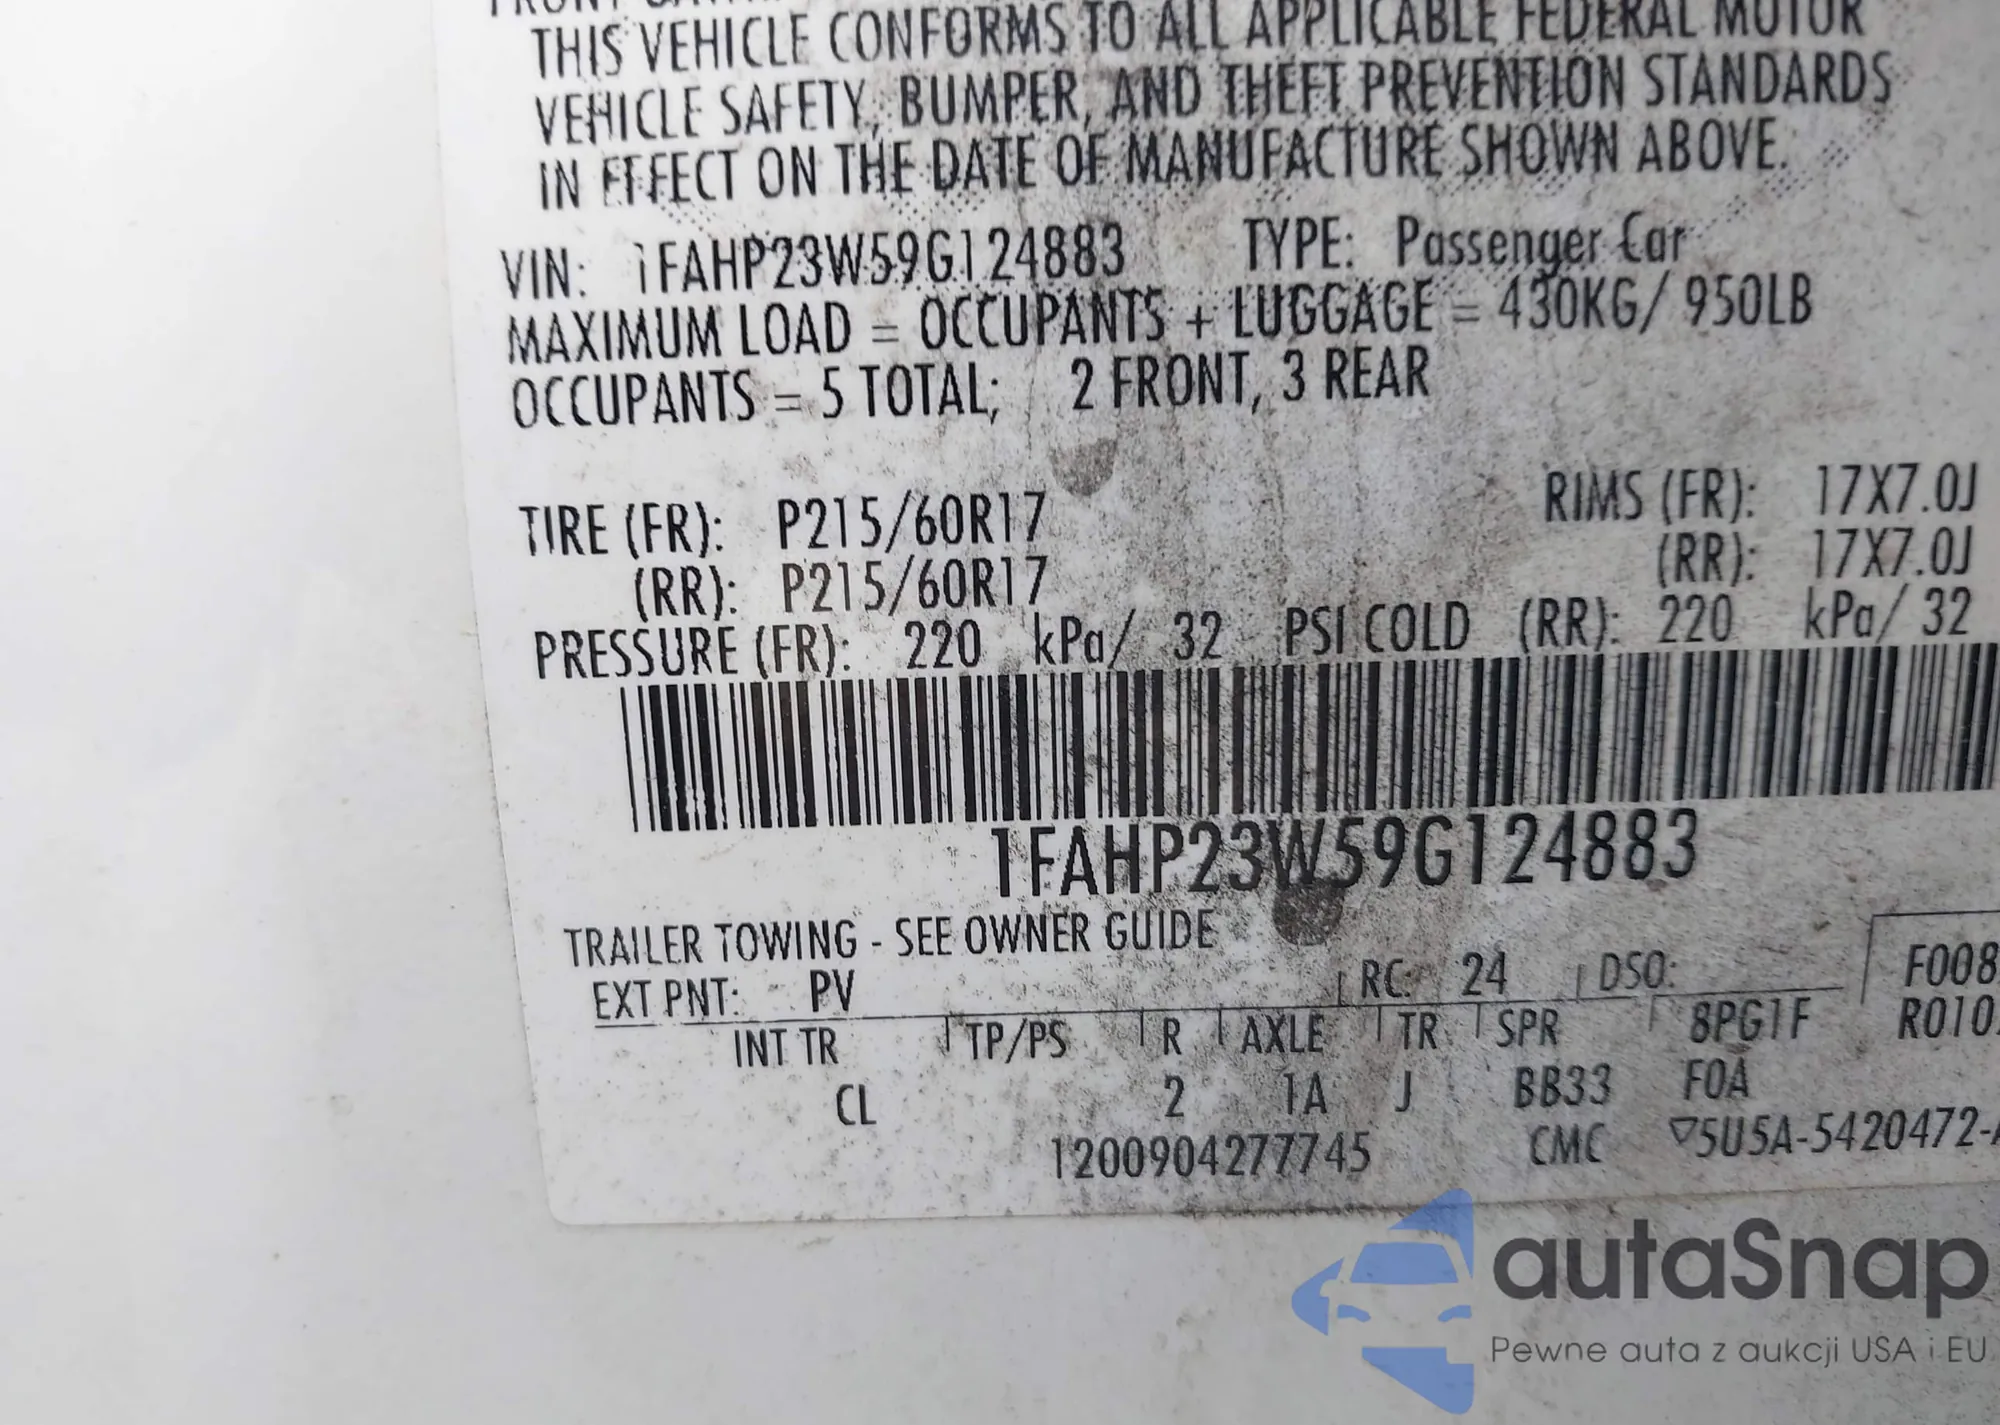 THIS VEHICLE CONFORMS TO ALL APPLICABLE FEDERAL MOTOR
VEHICLE SAFETY, BUMPER, AND THEFT PREVENTION STANDARDS
IN EFFECT ON THE DATE OF MANUFACTURE SHOWN ABOVE.
VIN: 1FAHP23W59G124883 TYPE: Passenger Car
MAXIMUM LOAD = OCCUPANTS + LUGGAGE = 430KG/ 950LB
OCCUPANTS = 5 TOTAL; 2 FRONT, 3 REAR
TIRE (FR): P215/60R17 RIMS (FR): 17X7.0J
(RR): P215/60R17 (RR): 17X7.0J
PRESSURE (FR): 220 kPa/ 32 PSI COLD (RR): 220 kPa/ 32
1FAHP23W59G124883
TRAILER TOWING - SEE OWNER GUIDE
EXT PNT: PV RC: 24 DSO: F008
INT TR TP/PS R AXLE TR SPR 8PG1F R010
CL 2 1A J BB33 F0A
1200904277745 CMC ▽5U5A-5420472-A
autaSnap
Pewne auta z aukcji USA i EU